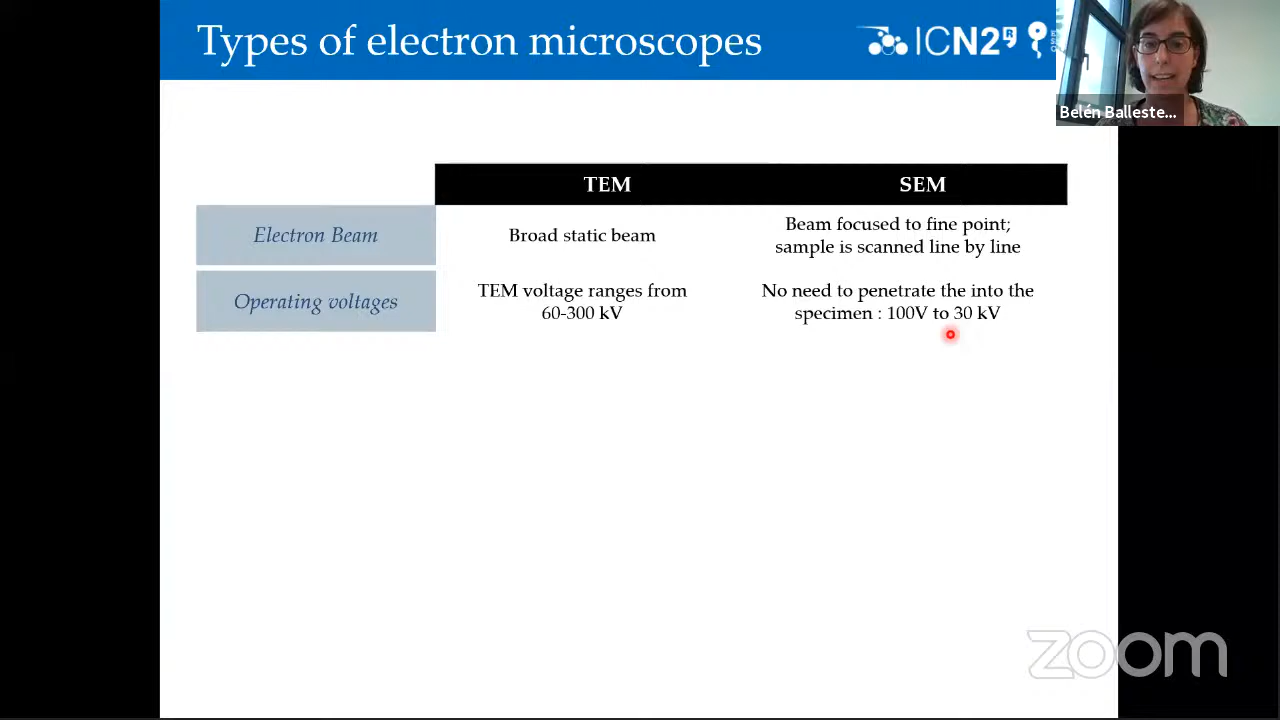 Types of electron microscopes
ICN2
Belén Balleste...
TEM
SEM
Electron Beam
Broad static beam
Beam focused to fine point;
sample is scanned line by line
Operating voltages
TEM voltage ranges from
60-300 kV
No need to penetrate the into the
specimen : 100V to 30 kV
zoom